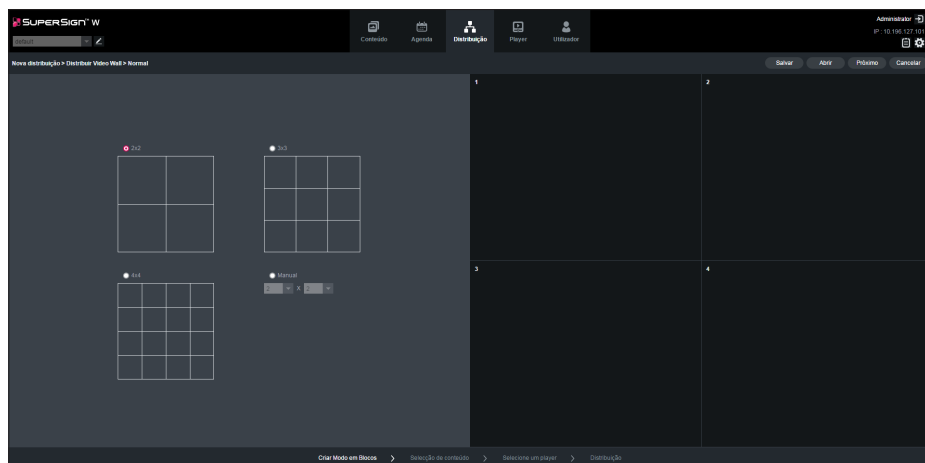 SUPERSIGN™ W
default
Conteúdo
Agenda
Distribuição
Player
Utilizador
Administrator
IP : 10.196.127.101
Nova distribuição > Distribuir Video Wall > Normal
Salvar
Abrir
Próximo
Cancelar
2x2
3x3
4x4
Manual
X
1
2
3
4
Criar Modo em Blocos > Selecção de conteúdo > Selecione um player > Distribuição